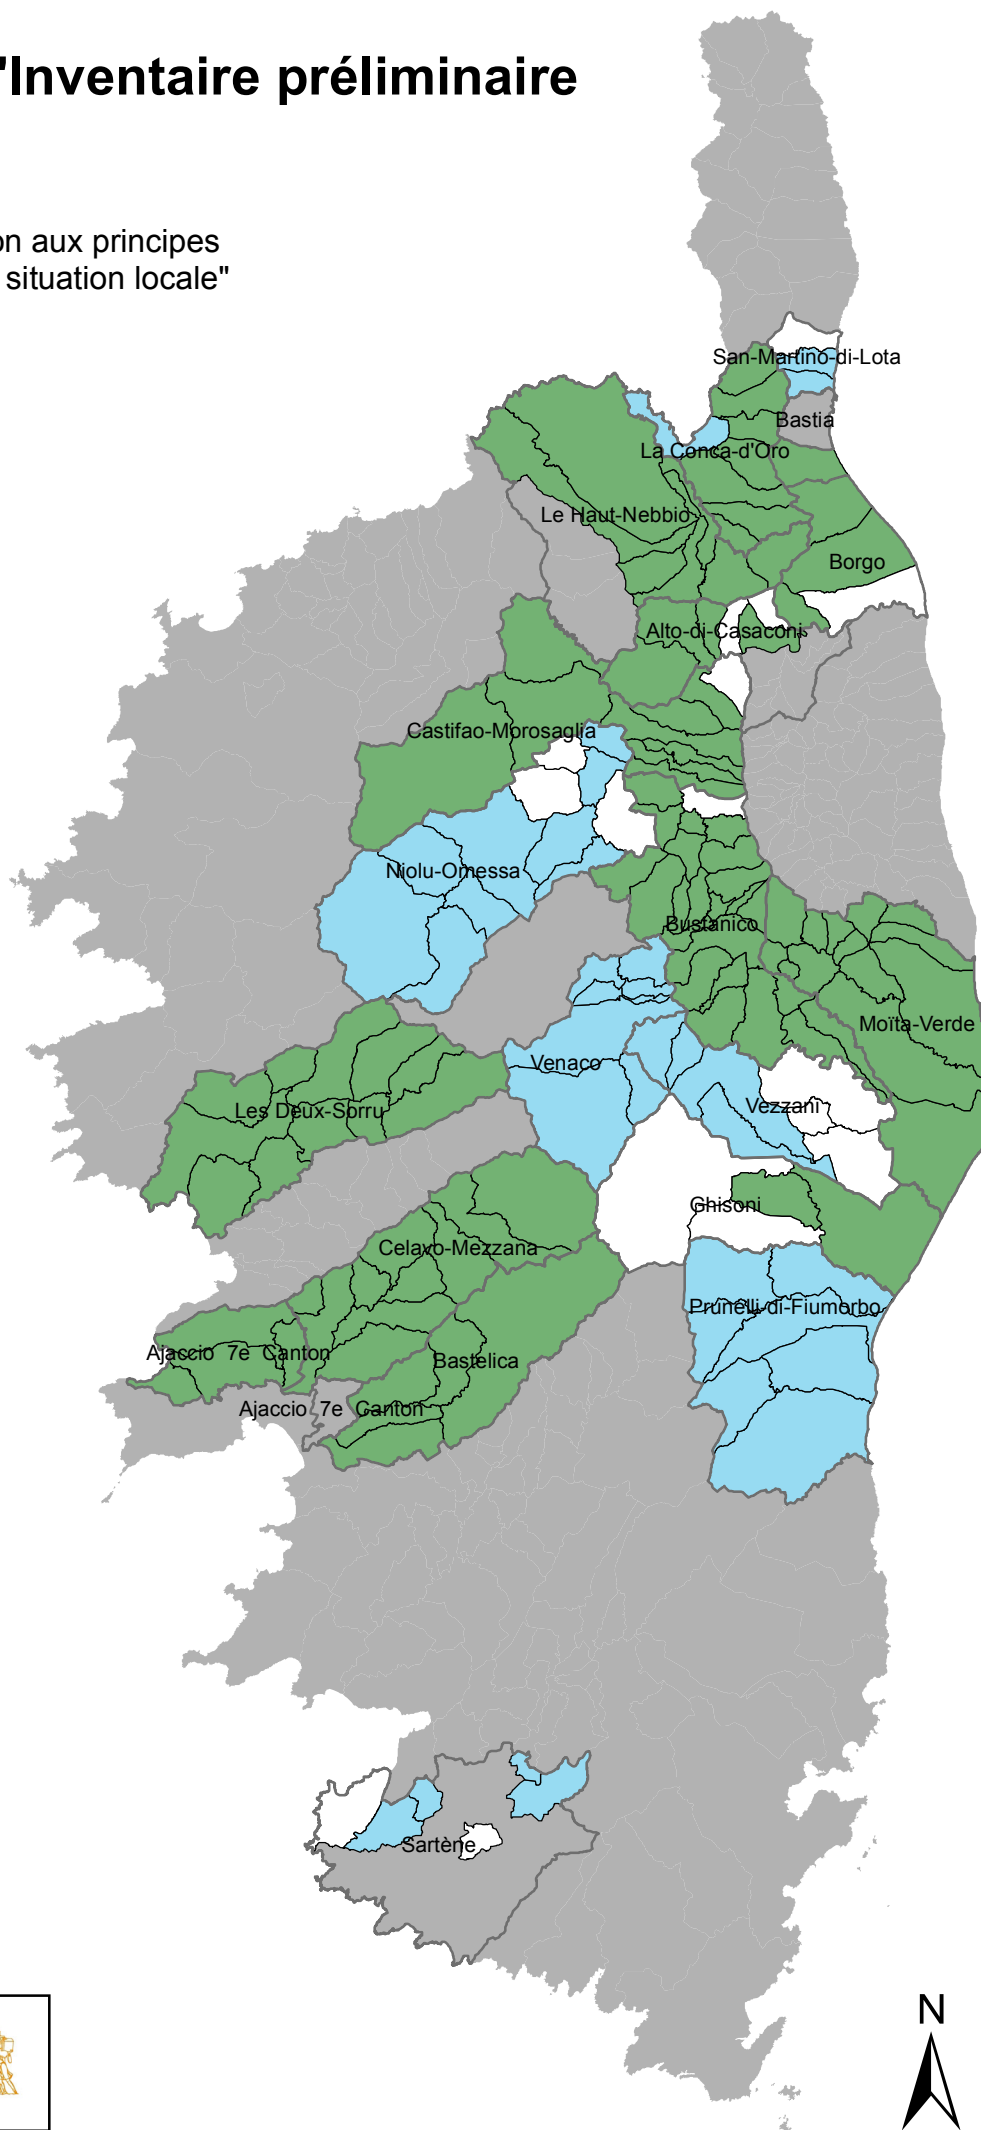 'Inventaire préliminaire
on aux principes
situation locale"
San-Martino-di-Lota
Bastia
La Conca-d'Oro
Le Haut-Nebbio
Borgo
Alto-di-Casaconi
Castifao-Morosaglia
Niolu-Omessa
Bustanico
Moïta-Verde
Venaco
Vezzani
Les Deux-Sorru
Ghisoni
Celavo-Mezzana
Prunelli-di-Fiumorbo
Ajaccio 7e Canton
Bastelica
Ajaccio 7e Canton
Sartène
N